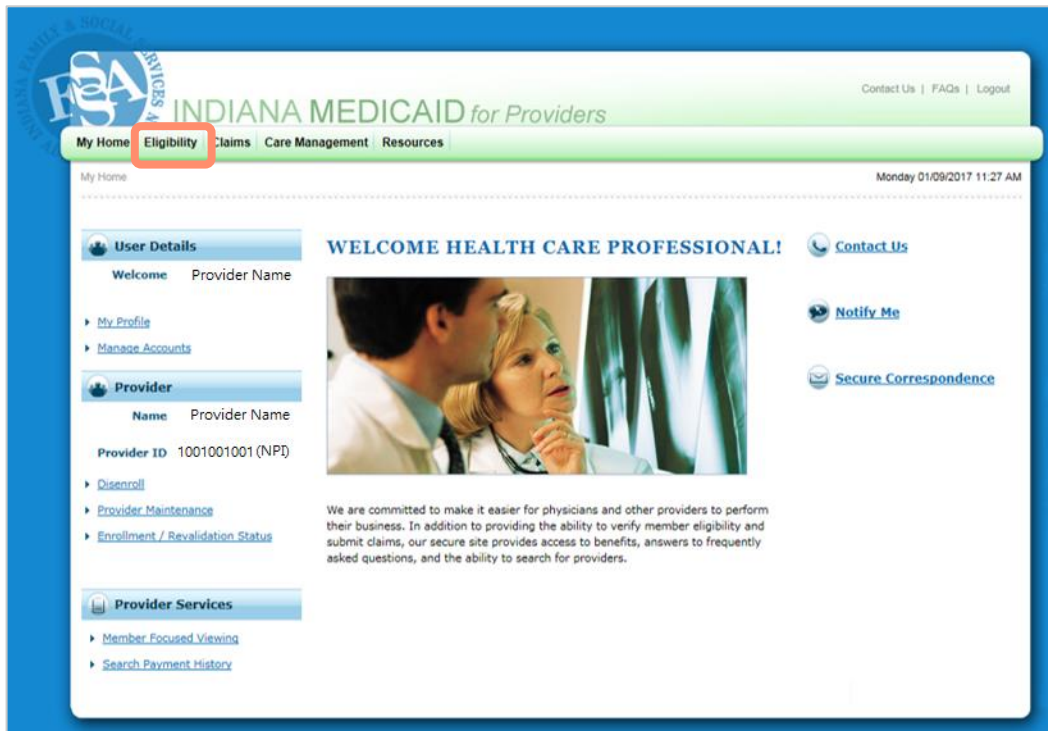 INDIANA FAMILY & SOCIAL SERVICES
FSSA
INDIANA MEDICAID for Providers
Contact Us | FAQs | Logout
My Home Eligibility Claims Care Management Resources
My Home
Monday 01/09/2017 11:27 AM
User Details
Welcome Provider Name
My Profile
Manage Accounts
Provider
Name Provider Name
Provider ID 1001001001 (NPI)
Disenroll
Provider Maintenance
Enrollment / Revalidation Status
Provider Services
Member Focused Viewing
Search Payment History
WELCOME HEALTH CARE PROFESSIONAL!
We are committed to make it easier for physicians and other providers to perform
their business. In addition to providing the ability to verify member eligibility and
submit claims, our secure site provides access to benefits, answers to frequently
asked questions, and the ability to search for providers.
Contact Us
Notify Me
Secure Correspondence